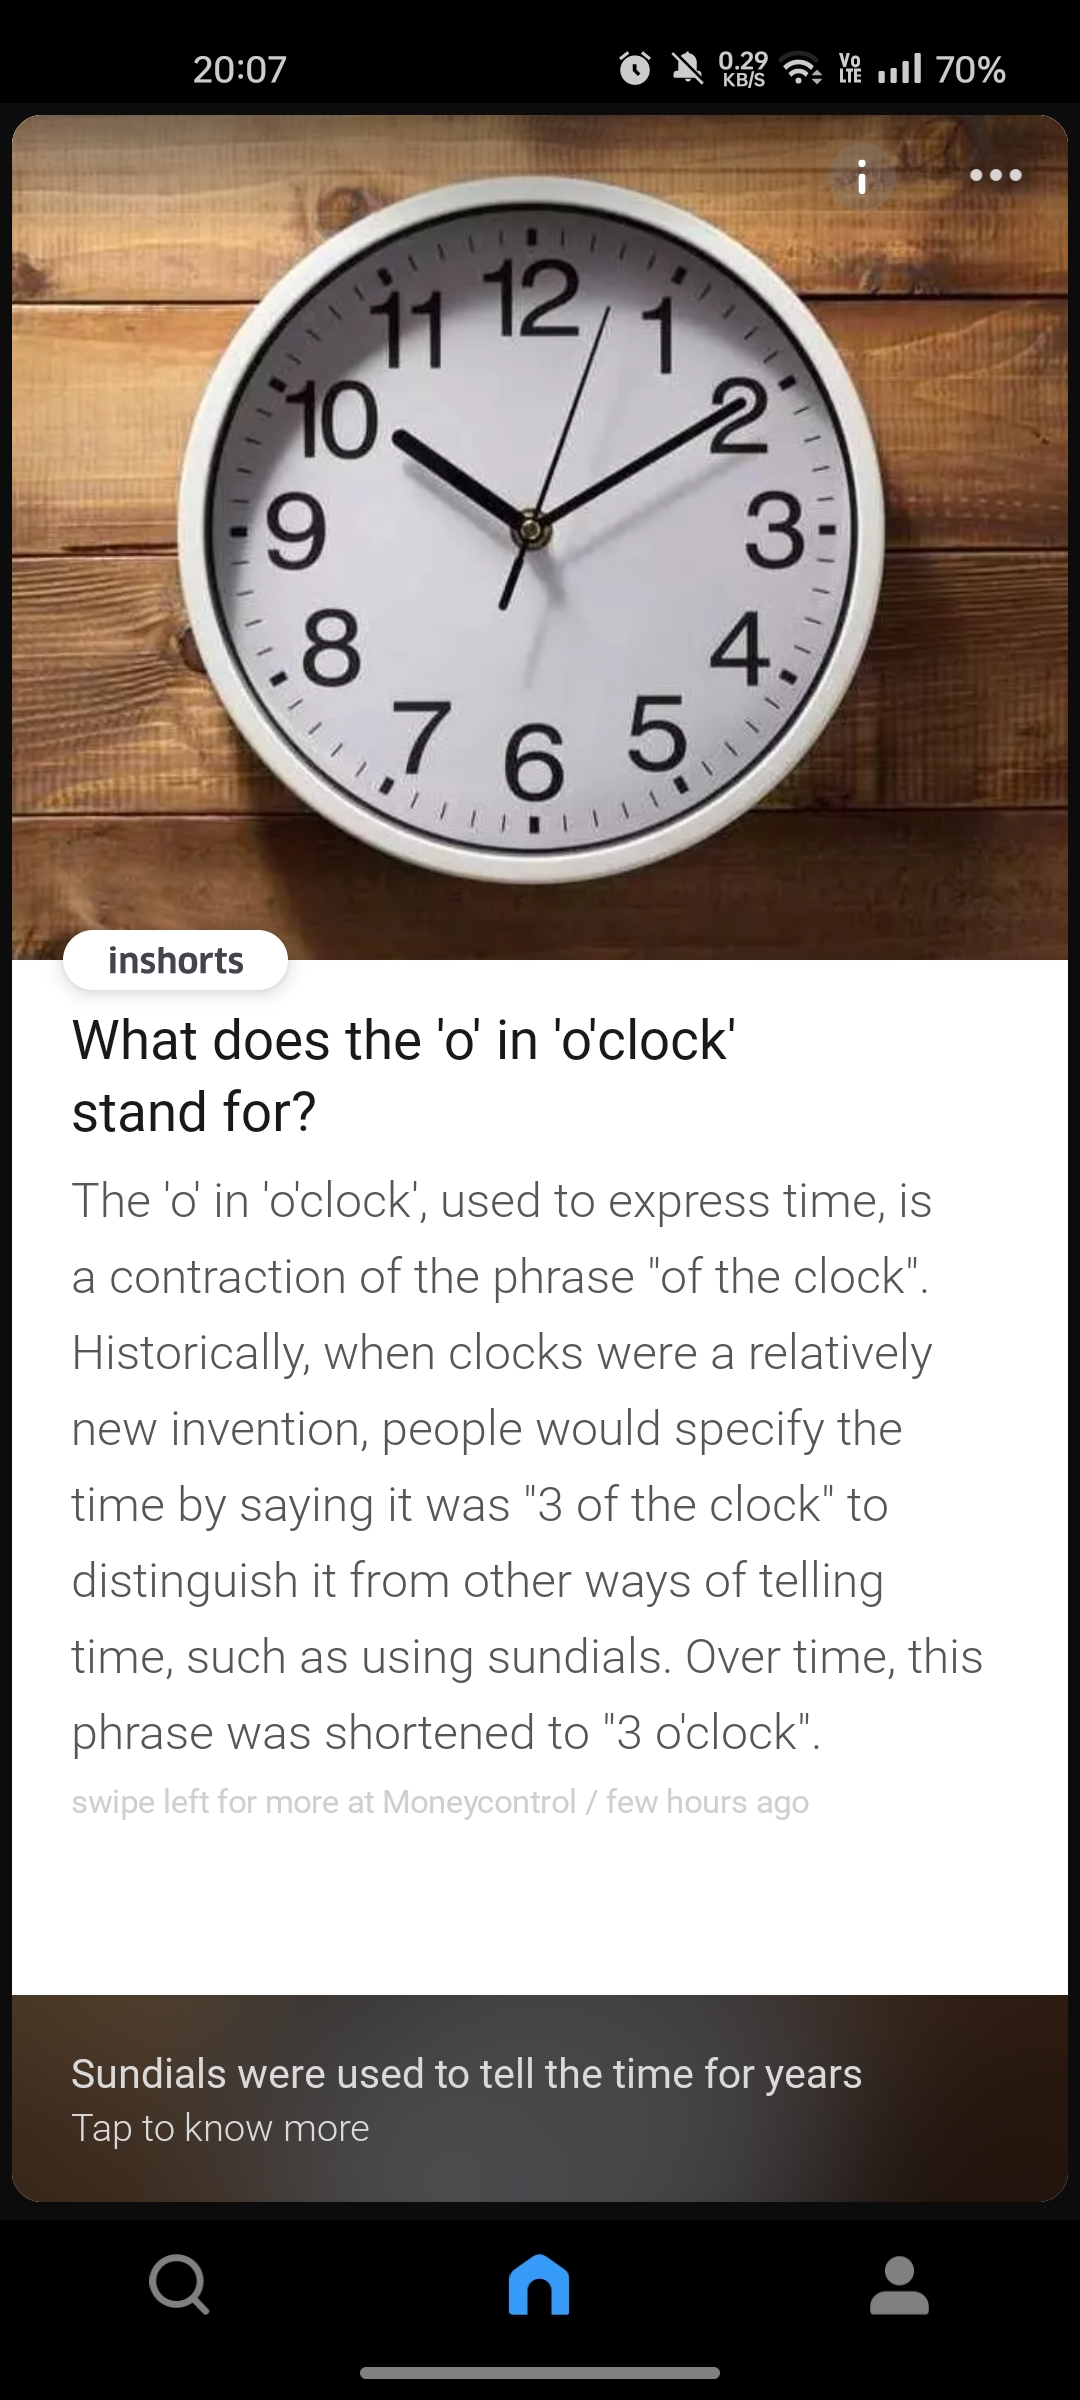 20:07 0.29 KB/S Vo LTE 70%
12
11 1
10 2
9 3
8 4
7 5
6
inshorts
What does the 'o' in 'o'clock'
stand for?
The 'o' in 'o'clock', used to express time, is
a contraction of the phrase "of the clock".
Historically, when clocks were a relatively
new invention, people would specify the
time by saying it was "3 of the clock" to
distinguish it from other ways of telling
time, such as using sundials. Over time, this
phrase was shortened to "3 o'clock".
swipe left for more at Moneycontrol / few hours ago
Sundials were used to tell the time for years
Tap to know more